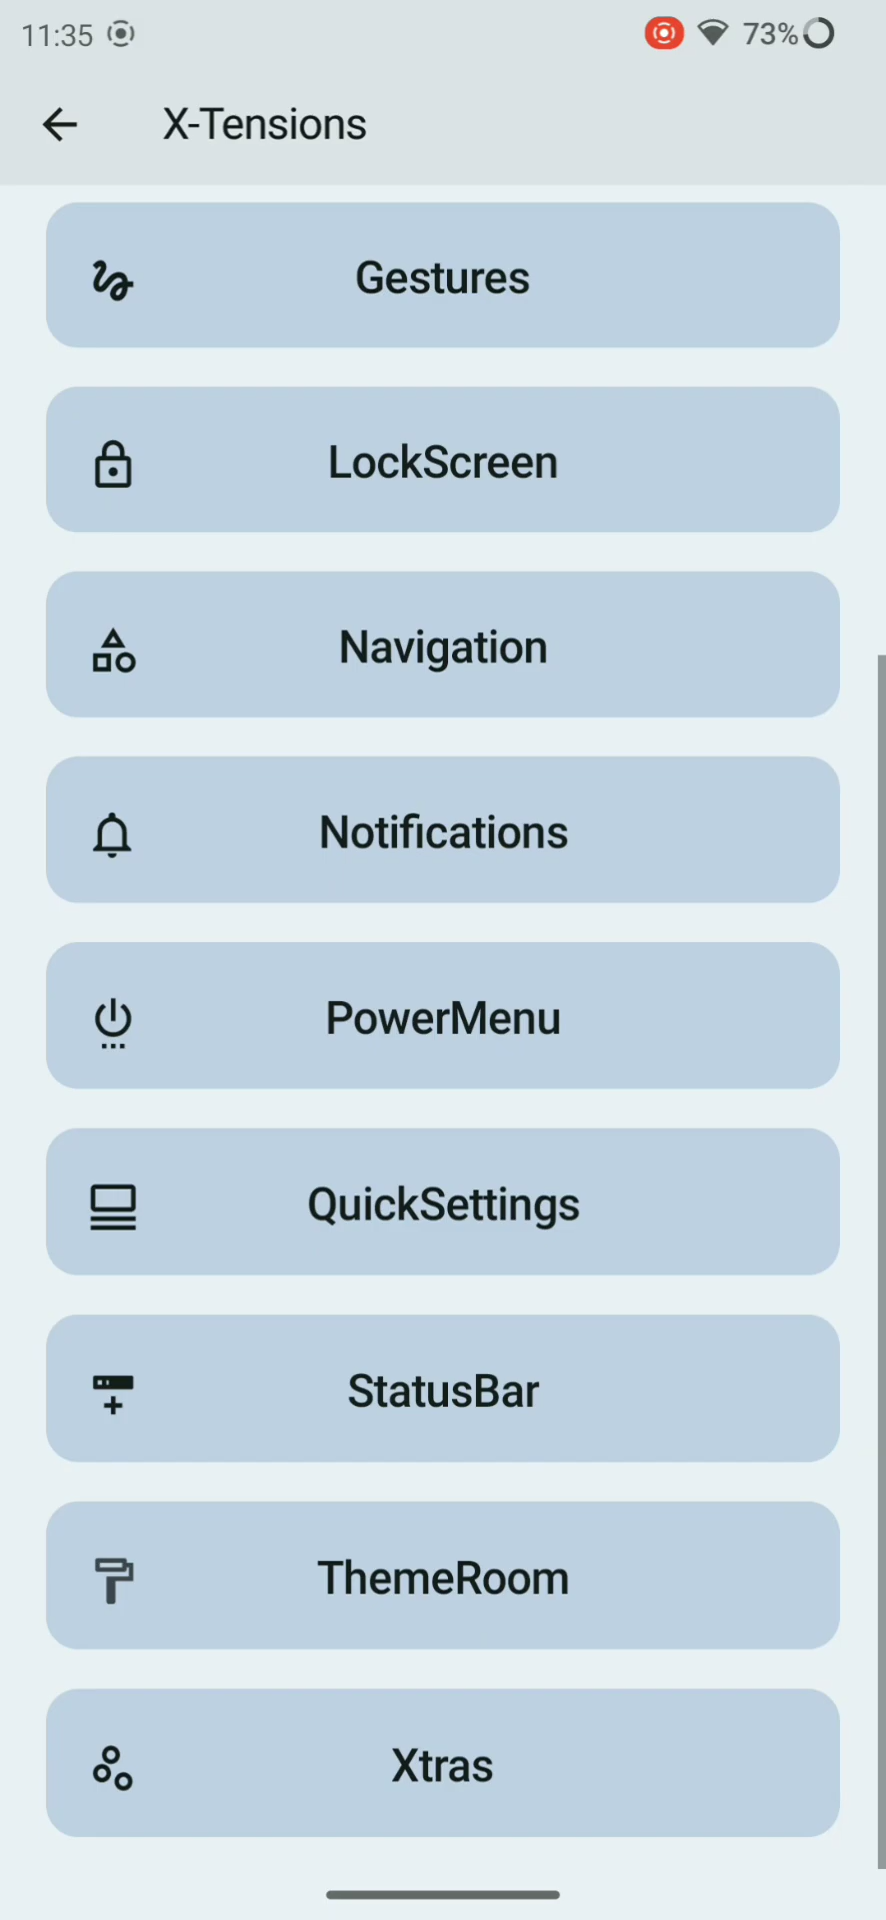 11:35
73%
X-Tensions
Gestures
LockScreen
Navigation
Notifications
PowerMenu
QuickSettings
StatusBar
ThemeRoom
Xtras